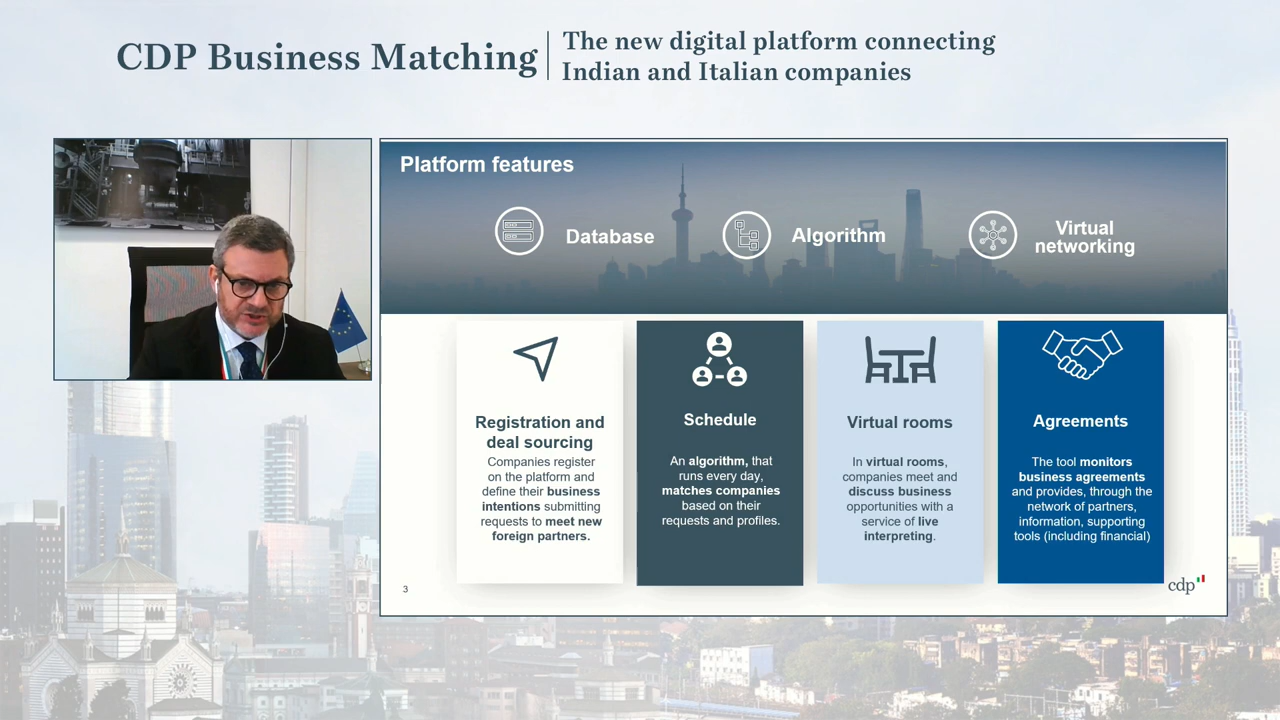 CDP Business Matching
The new digital platform connecting
Indian and Italian companies
Platform features
Database
Algorithm
Virtual
networking
Registration and
deal sourcing
Companies register
on the platform and
define their business
intentions submitting
requests to meet new
foreign partners.
Schedule
An algorithm, that
runs every day,
matches companies
based on their
requests and profiles.
Virtual rooms
In virtual rooms,
companies meet and
discuss business
opportunities with a
service of live
interpreting.
Agreements
The tool monitors
business agreements
and provides, through the
network of partners,
information, supporting
tools (including financial)
3
cdp